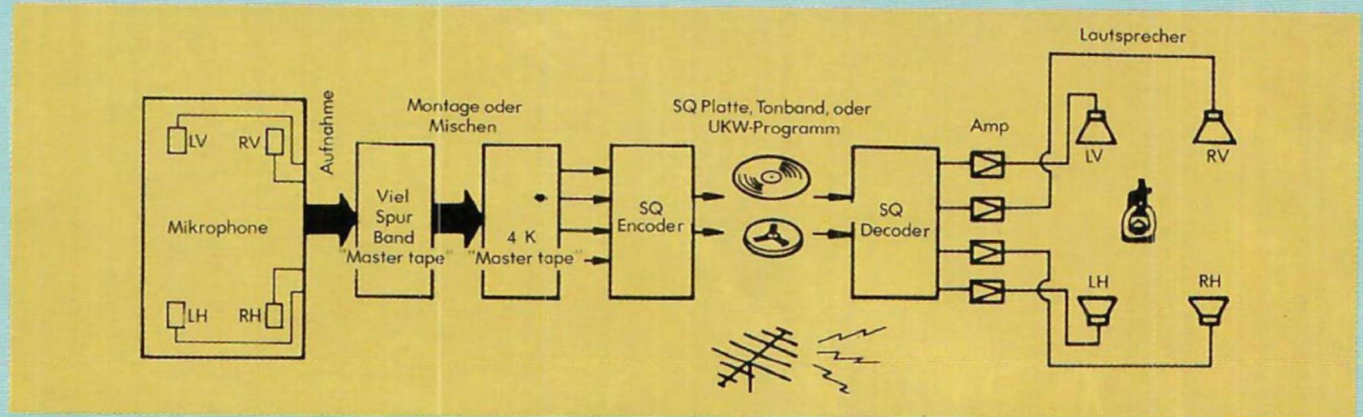 Lautsprecher
Aufnahme
Montage oder
Mischen
SQ Platte, Tonband, oder
UKW-Programm
Amp
LV
RV
Mikrophone
LH
RH
Viel
Spur
Band
"Master tape"
4 K
"Master tape"
SQ
Encoder
SQ
Decoder
LV
RV
LH
RH